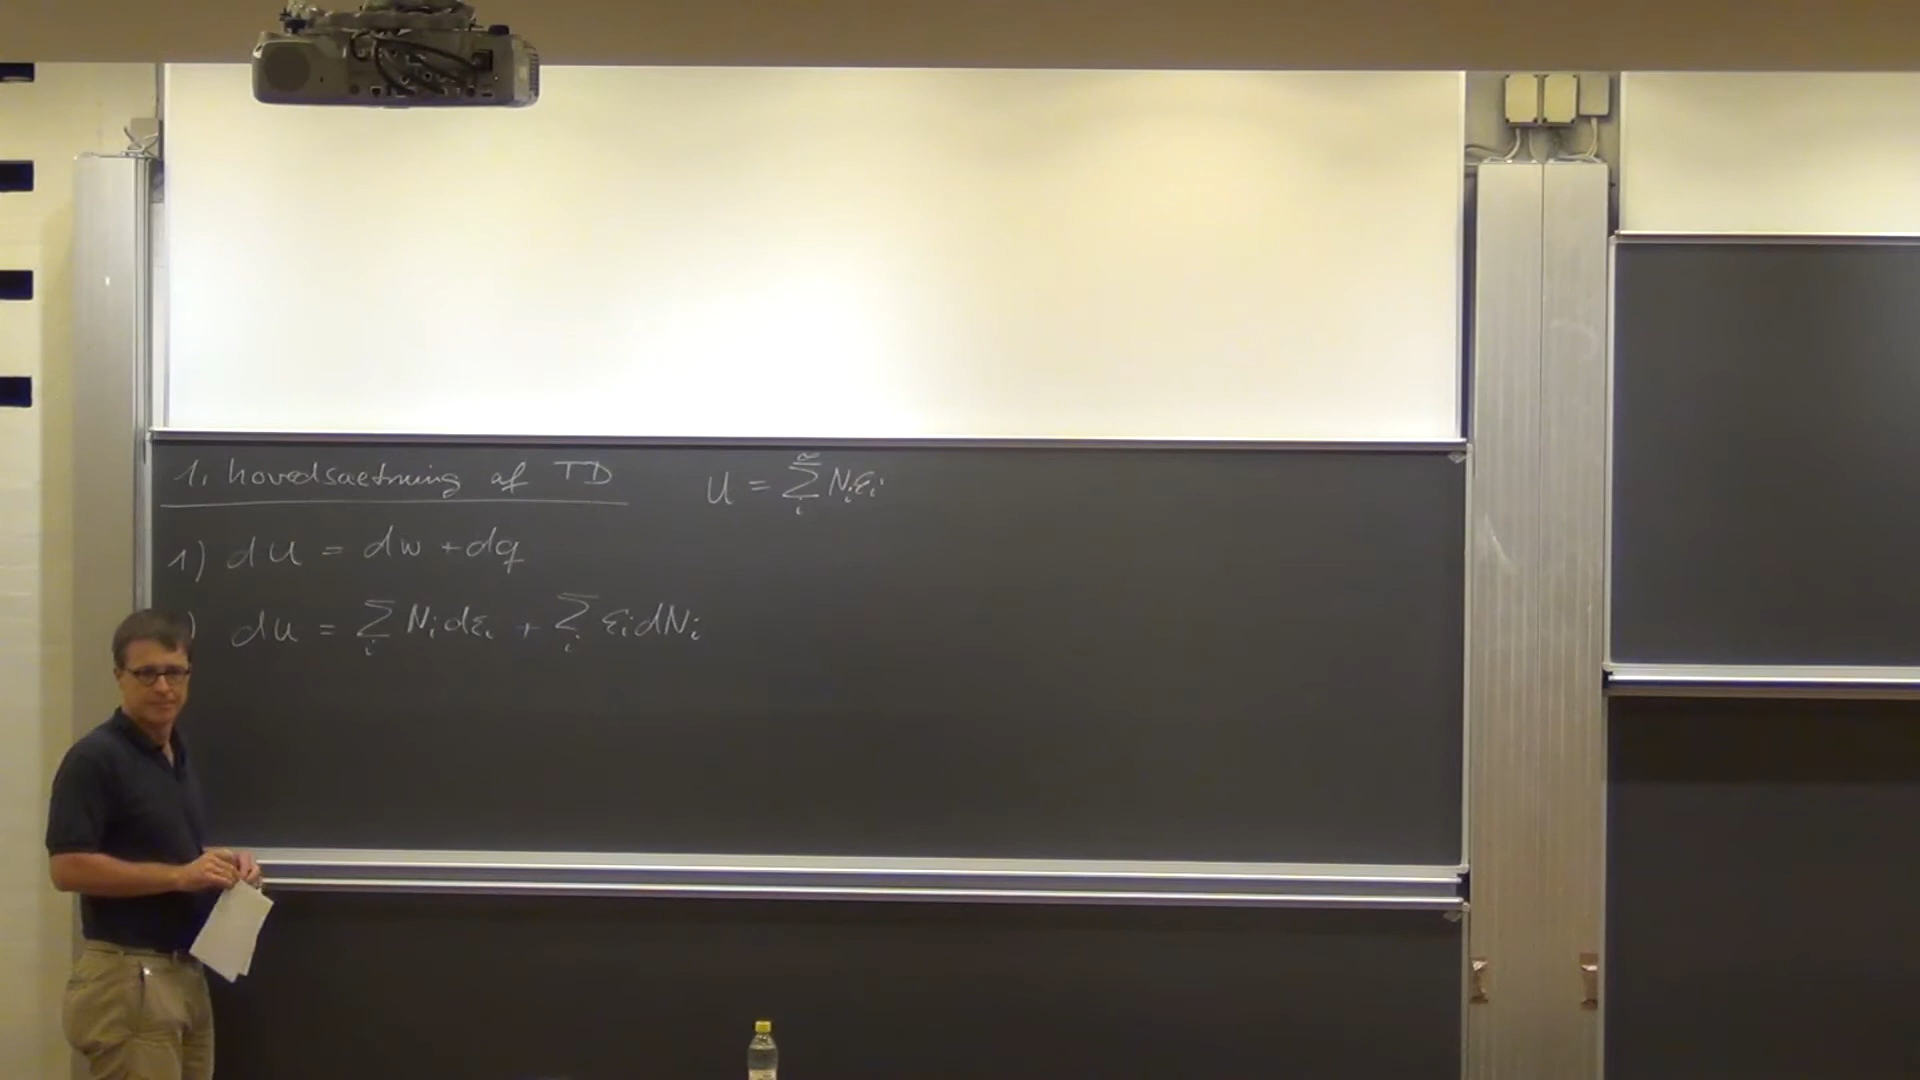 1. hovedsaetning af TD
U = ∞∑i Niεi
1) dU = dw + dq
) du = ∑i Nidεi + ∑i εidNi